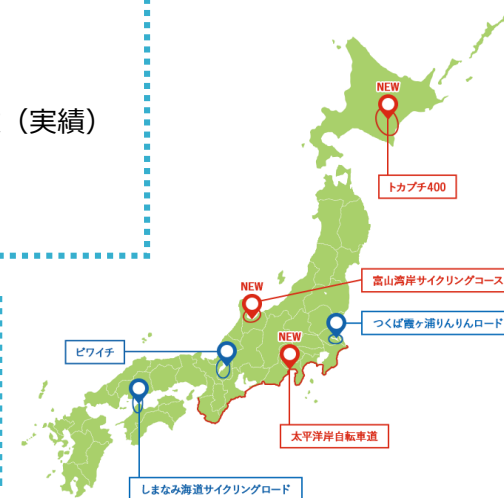 （実績）
NEW
トカプチ400
NEW
富山湾岸サイクリングコース
つくば霞ヶ浦りんりんロード
ビワイチ
NEW
太平洋岸自転車道
しまなみ海道サイクリングロード